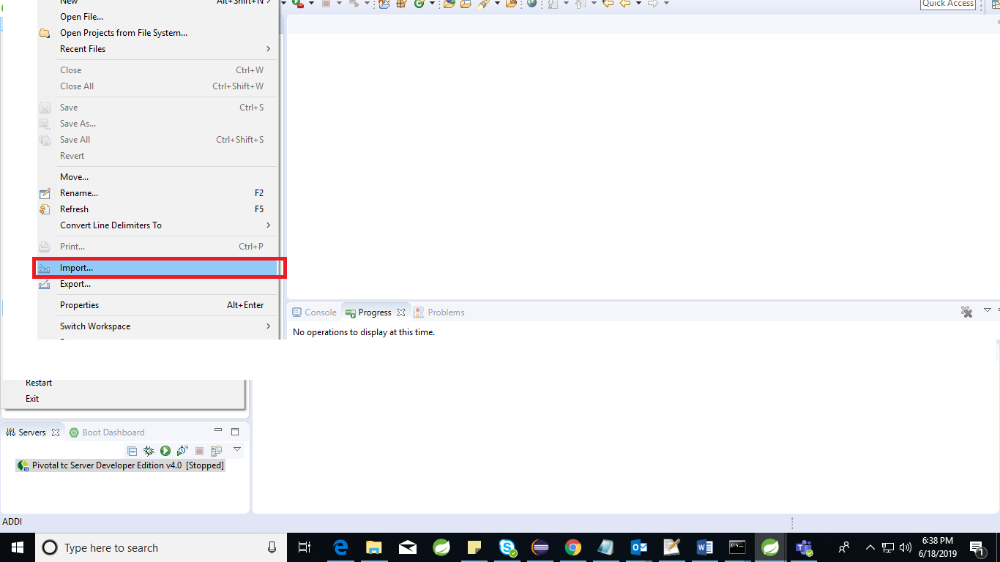 New Alt+Shift+N
Quick Access
Open File...
Open Projects from File System...
Recent Files
Close Ctrl+W
Close All Ctrl+Shift+W
Save Ctrl+S
Save As...
Save All Ctrl+Shift+S
Revert
Move...
Rename... F2
Refresh F5
Convert Line Delimiters To
Print... Ctrl+P
Import...
Export...
Properties Alt+Enter
Switch Workspace
Console Progress Problems
No operations to display at this time.
Restart
Exit
Servers Boot Dashboard
Pivotal tc Server Developer Edition v4.0 [Stopped]
ADDI
Type here to search
6:38 PM
6/18/2019
1